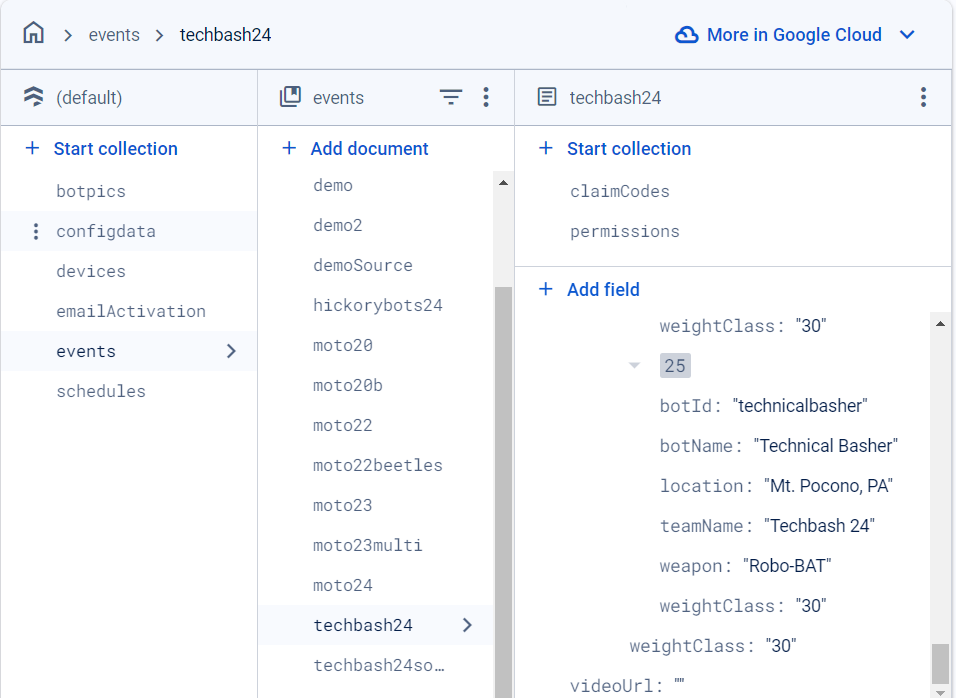 events techbash24 More in Google Cloud
(default)
events
techbash24
Start collection
botpics
configdata
devices
emailActivation
events
schedules
Add document
demo
demo2
demoSource
hickorybots24
moto20
moto20b
moto22
moto22beetles
moto23
moto23multi
moto24
techbash24
techbash24so…
Start collection
claimCodes
permissions
Add field
weightClass: "30"
25
botId: "technicalbasher"
botName: "Technical Basher"
location: "Mt. Pocono, PA"
teamName: "Techbash 24"
weapon: "Robo-BAT"
weightClass: "30"
weightClass: "30"
videoUrl: ""